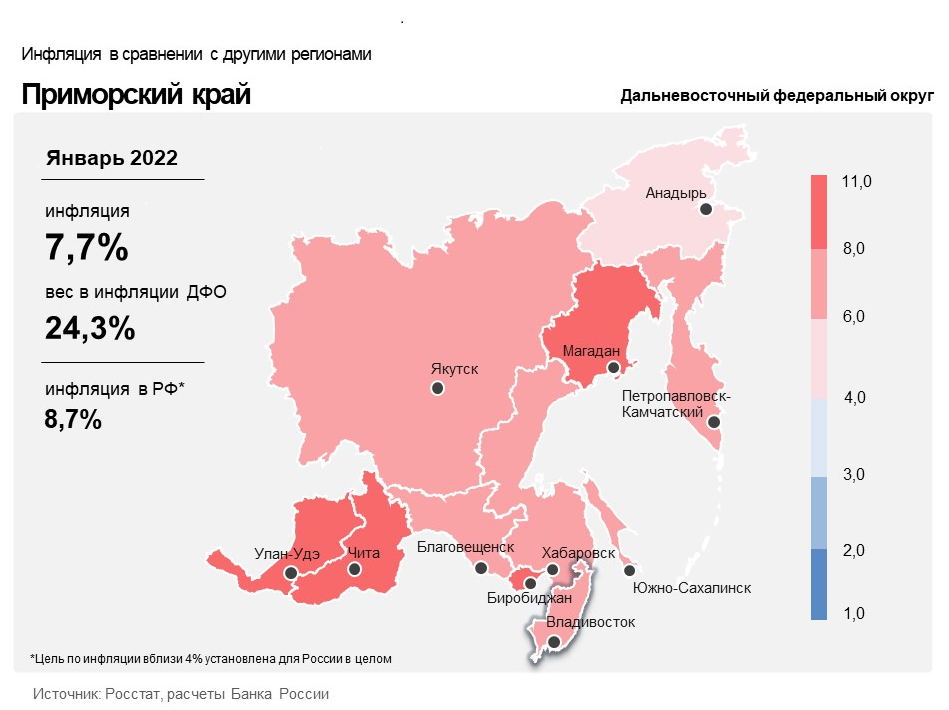 Инфляция в сравнении с другими регионами
Приморский край
Дальневосточный федеральный округ
Январь 2022
инфляция
7,7%
вес в инфляции ДФО
24,3%
инфляция в РФ*
8,7%
Анадырь
Магадан
Якутск
Петропавловск-
Камчатский
Улан-Удэ
Чита
Благовещенск
Хабаровск
Биробиджан
Южно-Сахалинск
Владивосток
11,0
8,0
6,0
4,0
3,0
2,0
1,0
*Цель по инфляции вблизи 4% установлена для России в целом
Источник: Росстат, расчеты Банка России